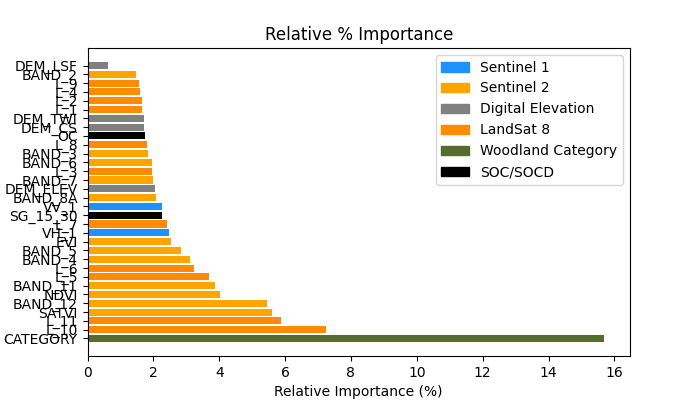 Relative % Importance
DEM_LSF
BAND_2
L_9
L_4
L_2
L_1
DEM_TWI
DEM_CS
OC
L_8
BAND_3
BAND_6
L_3
BAND_7
DEM_ELEV
BAND_8A
VV_1
SG_15_30
L_7
VH_1
EVI
BAND_5
BAND_4
L_6
L_5
BAND_11
NDVI
BAND_12
SATVI
L_11
L_10
CATEGORY
Sentinel 1
Sentinel 2
Digital Elevation
LandSat 8
Woodland Category
SOC/SOCD
0 2 4 6 8 10 12 14 16
Relative Importance (%)